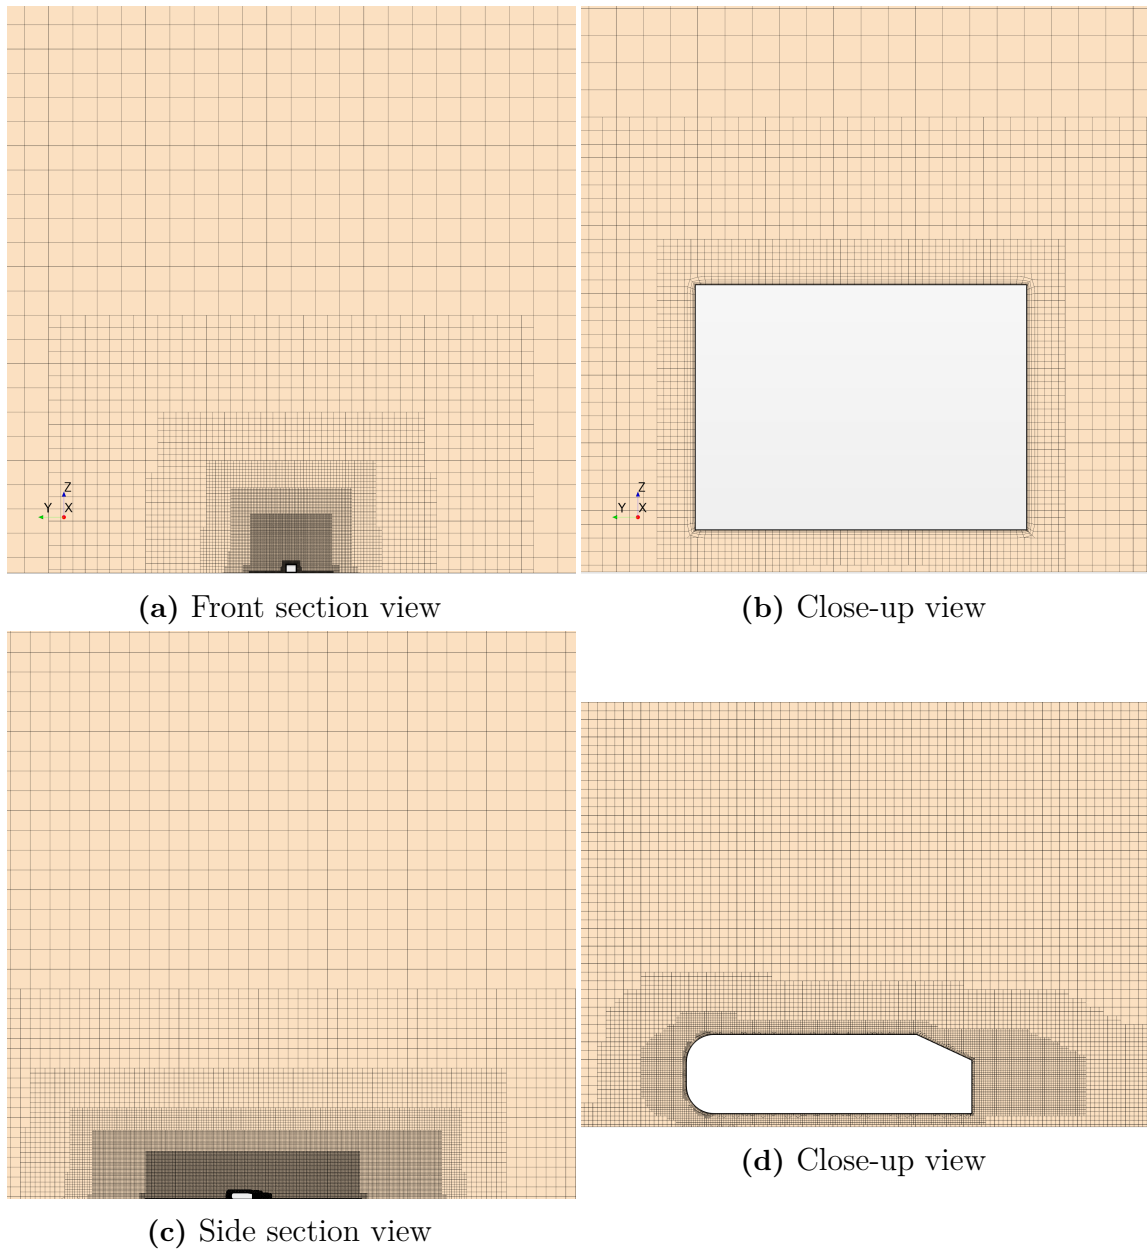 Z
Y X
(a) Front section view
Z
Y X
(b) Close-up view
(c) Side section view
(d) Close-up view